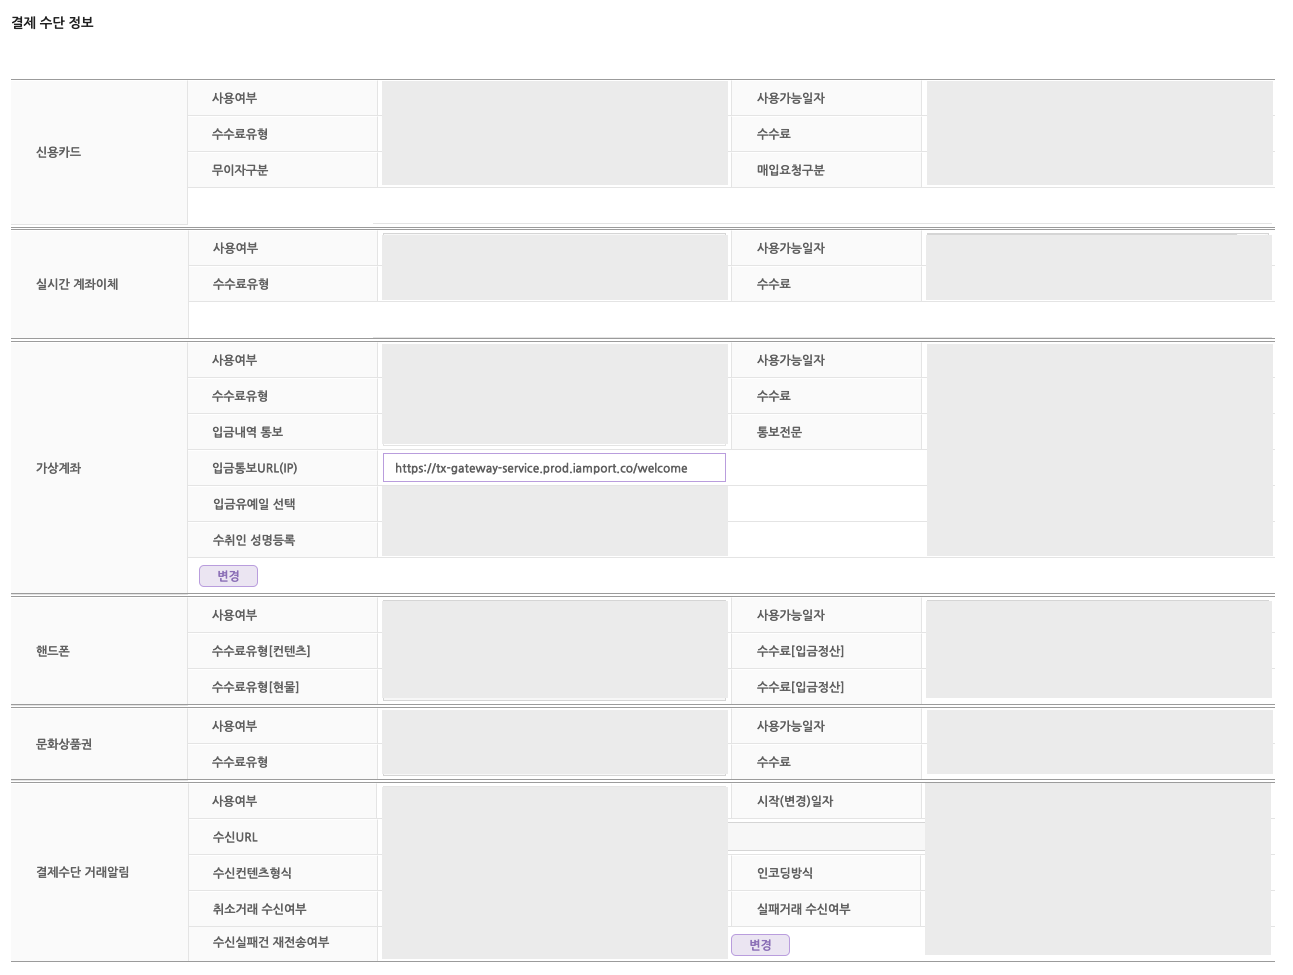 결제 수단 정보
신용카드
사용여부
사용가능일자
수수료유형
수수료
무이자구분
매입요청구분
실시간 계좌이체
사용여부
사용가능일자
수수료유형
수수료
가상계좌
사용여부
사용가능일자
수수료유형
수수료
입금내역 통보
통보전문
입금통보URL(IP)
https://tx-gateway-service.prod.iamport.co/welcome
입금유예일 선택
수취인 성명등록
변경
핸드폰
사용여부
사용가능일자
수수료유형[컨텐츠]
수수료[입금정산]
수수료유형[현물]
수수료[입금정산]
문화상품권
사용여부
사용가능일자
수수료유형
수수료
결제수단 거래알림
사용여부
시작(변경)일자
수신URL
수신컨텐츠형식
인코딩방식
취소거래 수신여부
실패거래 수신여부
수신실패건 재전송여부
변경